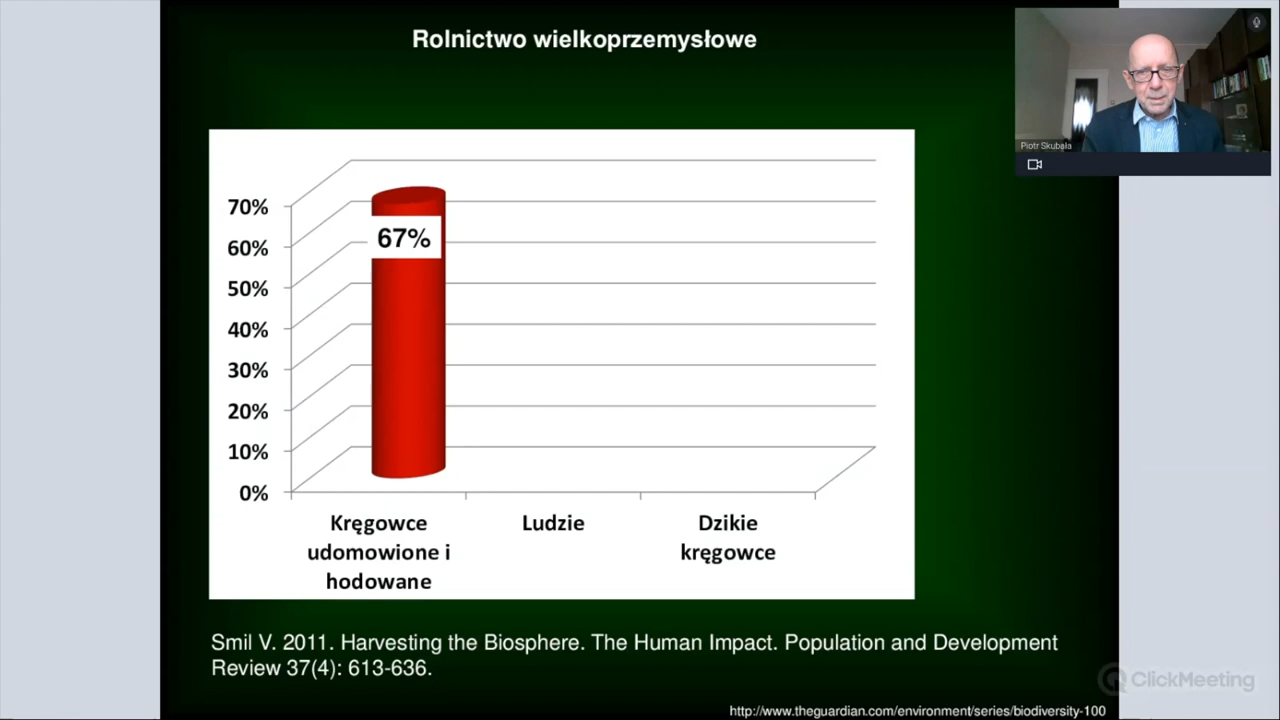 Rolnictwo wielkoprzemysłowe
Piotr Skubała
70%
67%
60%
50%
40%
30%
20%
10%
0%
Kręgowce
udomowione i
hodowane
Ludzie
Dzikie
kręgowce
Smil V. 2011. Harvesting the Biosphere. The Human Impact. Population and Development
Review 37(4): 613-636.
ClickMeeting
http://www.theguardian.com/environment/series/biodiversity-100